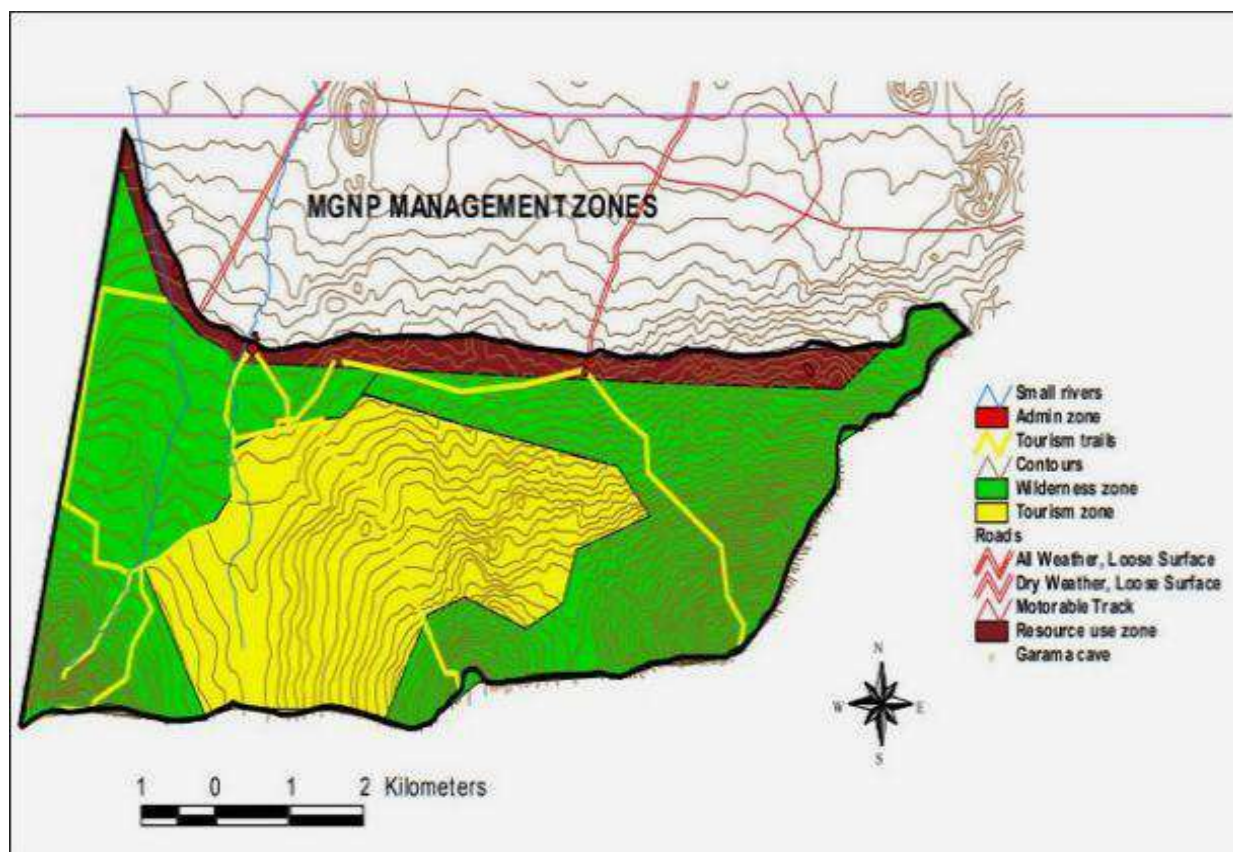 MGNP MANAGEMENT ZONES
Small rivers
Admin zone
Tourism trails
Contours
Wilderness zone
Tourism zone
Roads
All Weather, Loose Surface
Dry Weather, Loose Surface
Motorable Track
Resource use zone
Garama cave
N
W E
S
1 0 1 2 Kilometers